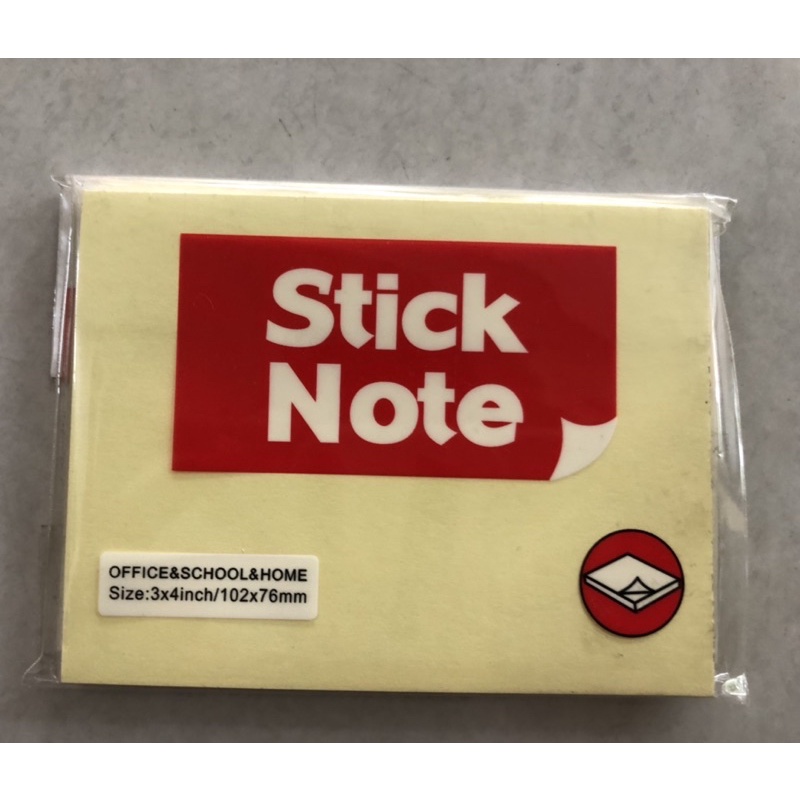 Stick
Note
OFFICE&SCHOOL&HOME
Size:3x4inch/102x76mm